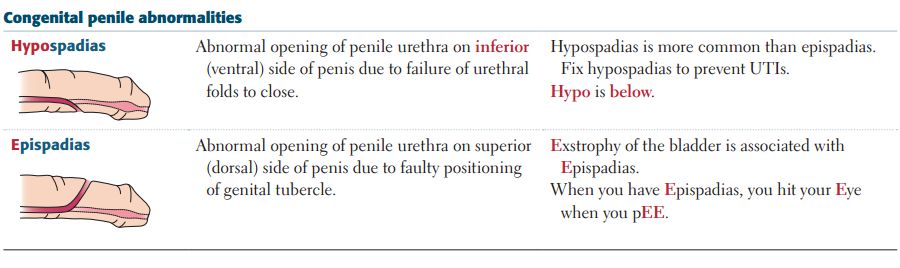 Congenital penile abnormalities
Hypospadias
Abnormal opening of penile urethra on inferior
(ventral) side of penis due to failure of urethral
folds to close.
Hypospadias is more common than epispadias.
Fix hypospadias to prevent UTIs.
Hypo is below.
Epispadias
Abnormal opening of penile urethra on superior
(dorsal) side of penis due to faulty positioning
of genital tubercle.
Exstrophy of the bladder is associated with
Epispadias.
When you have Epispadias, you hit your Eye
when you pEE.